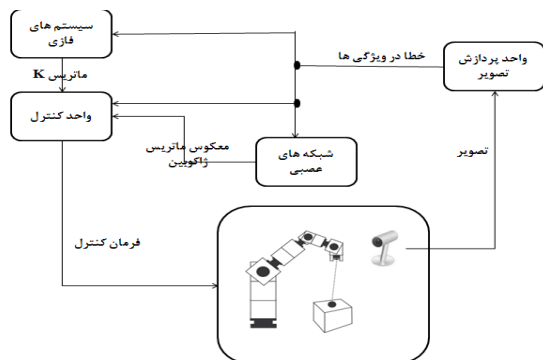 سیستم های
فازی
ماتریس K
واحد کنترل
خطا در ویژگی ها
واحد پردازش
تصویر
تصویر
معکوس ماتریس
ژاکوبین
شبکه های
عصبی
فرمان کنترل